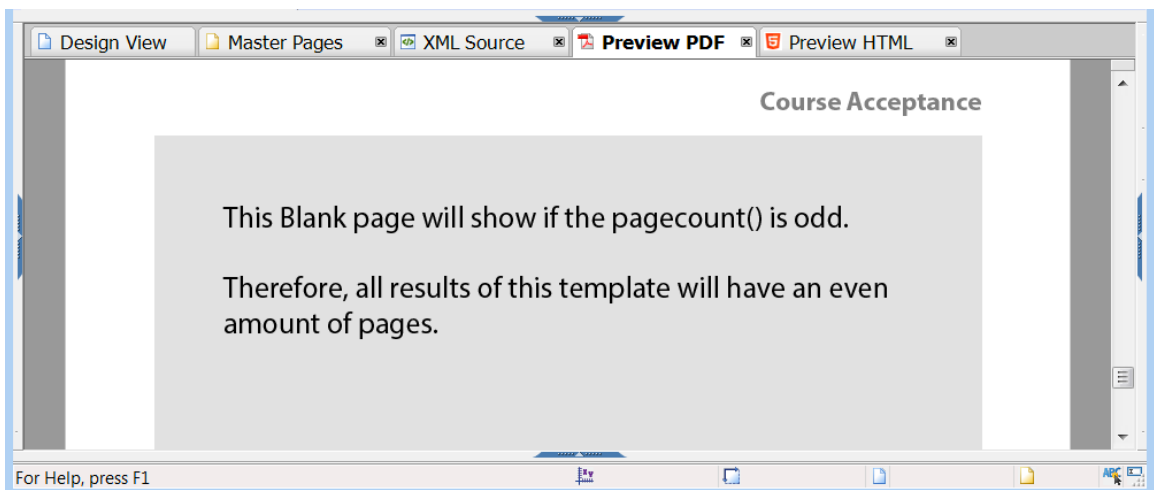 Design View Master Pages XML Source Preview PDF Preview HTML
Course Acceptance
This Blank page will show if the pagecount() is odd.
Therefore, all results of this template will have an even
amount of pages.
For Help, press F1